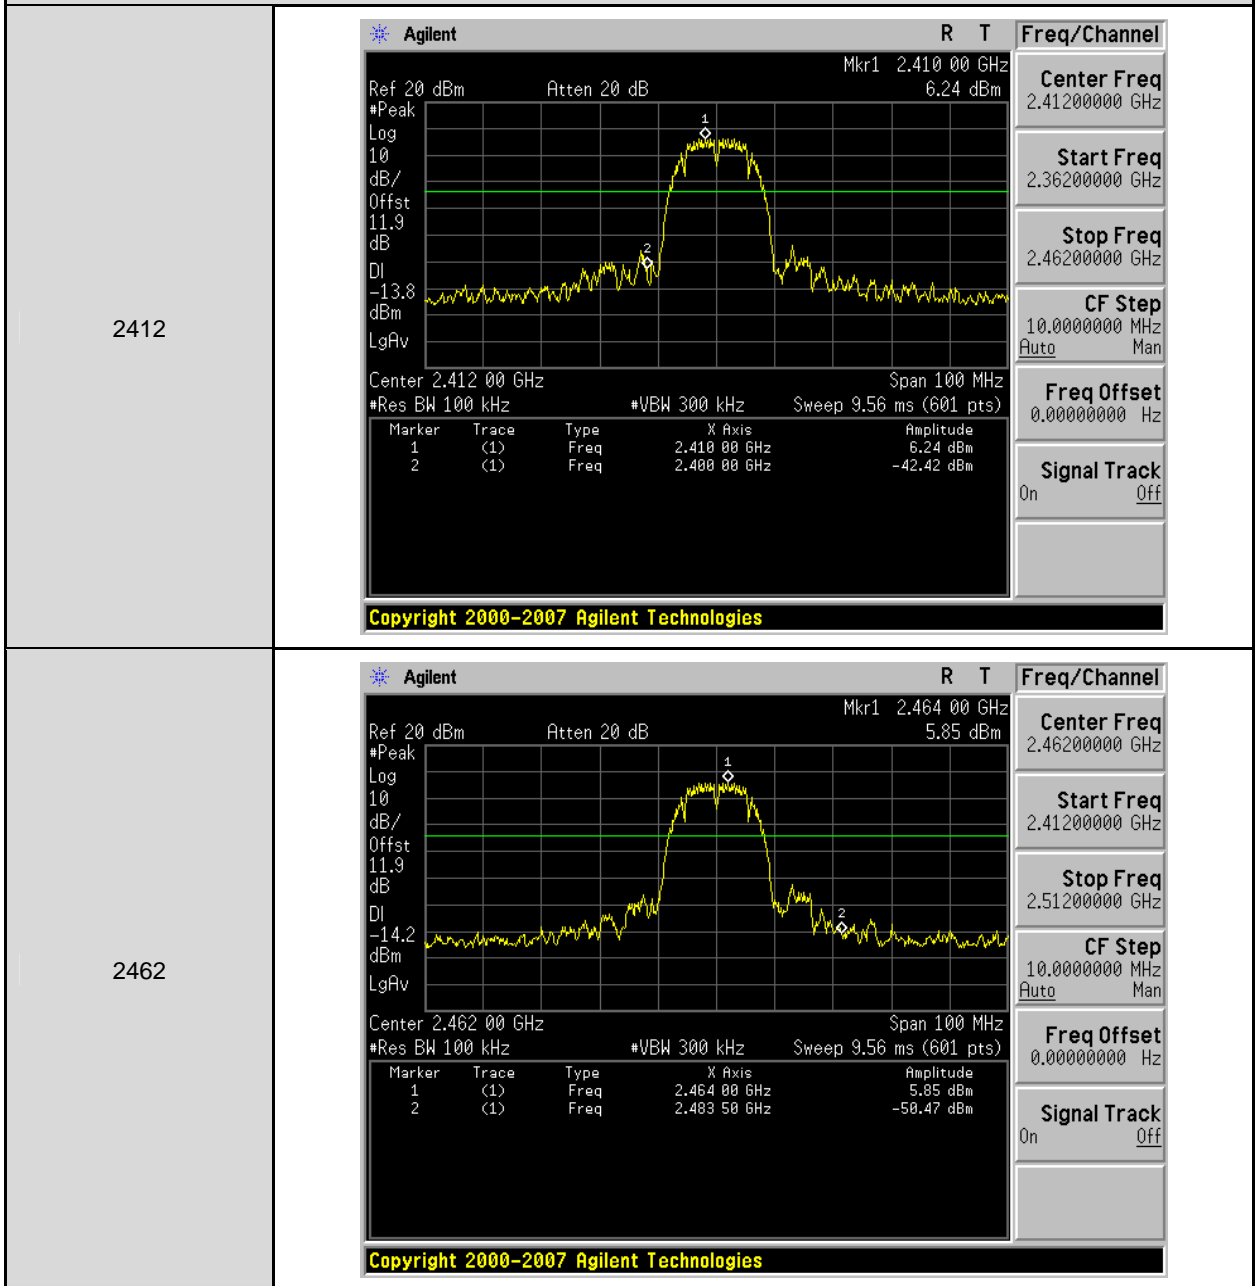 2412
Agilent R T Freq/Channel
Mkr1 2.410 00 GHz
Ref 20 dBm Atten 20 dB 6.24 dBm
#Peak
Log
10
dB/
Offst
11.9
dB
DI
-13.8
dBm
LgAv
1
2
Center 2.412 00 GHz Span 100 MHz
#Res BW 100 kHz #VBW 300 kHz Sweep 9.56 ms (601 pts)
Marker Trace Type X Axis Amplitude
1 (1) Freq 2.410 00 GHz 6.24 dBm
2 (1) Freq 2.400 00 GHz -42.42 dBm
Center Freq
2.41200000 GHz
Start Freq
2.36200000 GHz
Stop Freq
2.46200000 GHz
CF Step
10.0000000 MHz
Auto Man
Freq Offset
0.00000000 Hz
Signal Track
On Off
Copyright 2000-2007 Agilent Technologies
2462
Agilent R T Freq/Channel
Mkr1 2.464 00 GHz
Ref 20 dBm Atten 20 dB 5.85 dBm
#Peak
Log
10
dB/
Offst
11.9
dB
DI
-14.2
dBm
LgAv
1
2
Center 2.462 00 GHz Span 100 MHz
#Res BW 100 kHz #VBW 300 kHz Sweep 9.56 ms (601 pts)
Marker Trace Type X Axis Amplitude
1 (1) Freq 2.464 00 GHz 5.85 dBm
2 (1) Freq 2.483 50 GHz -50.47 dBm
Center Freq
2.46200000 GHz
Start Freq
2.41200000 GHz
Stop Freq
2.51200000 GHz
CF Step
10.0000000 MHz
Auto Man
Freq Offset
0.00000000 Hz
Signal Track
On Off
Copyright 2000-2007 Agilent Technologies